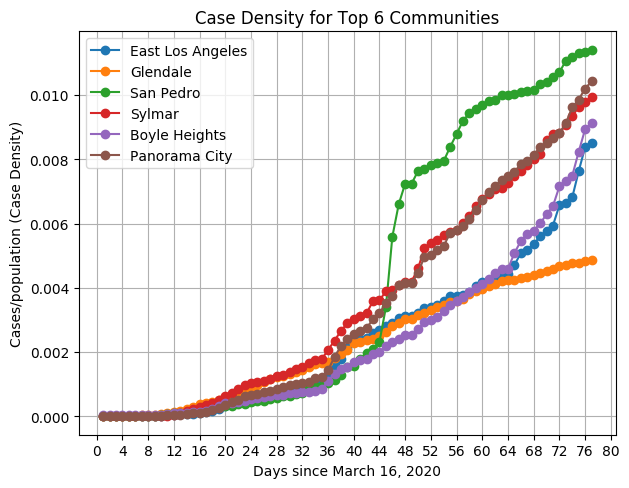 Case Density for Top 6 Communities
East Los Angeles
Glendale
San Pedro
Sylmar
Boyle Heights
Panorama City
Cases/population (Case Density)
0.010
0.008
0.006
0.004
0.002
0.000
0 4 8 12 16 20 24 28 32 36 40 44 48 52 56 60 64 68 72 76 80
Days since March 16, 2020